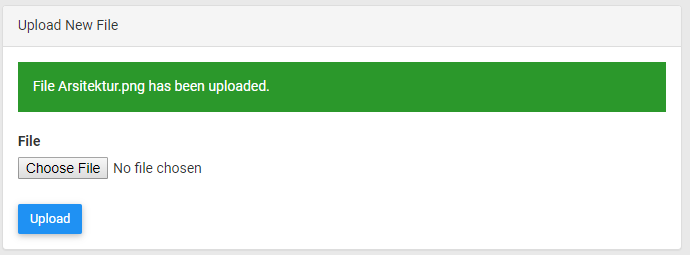 Upload New File
File Arsitektur.png has been uploaded.
File
Choose File No file chosen
Upload